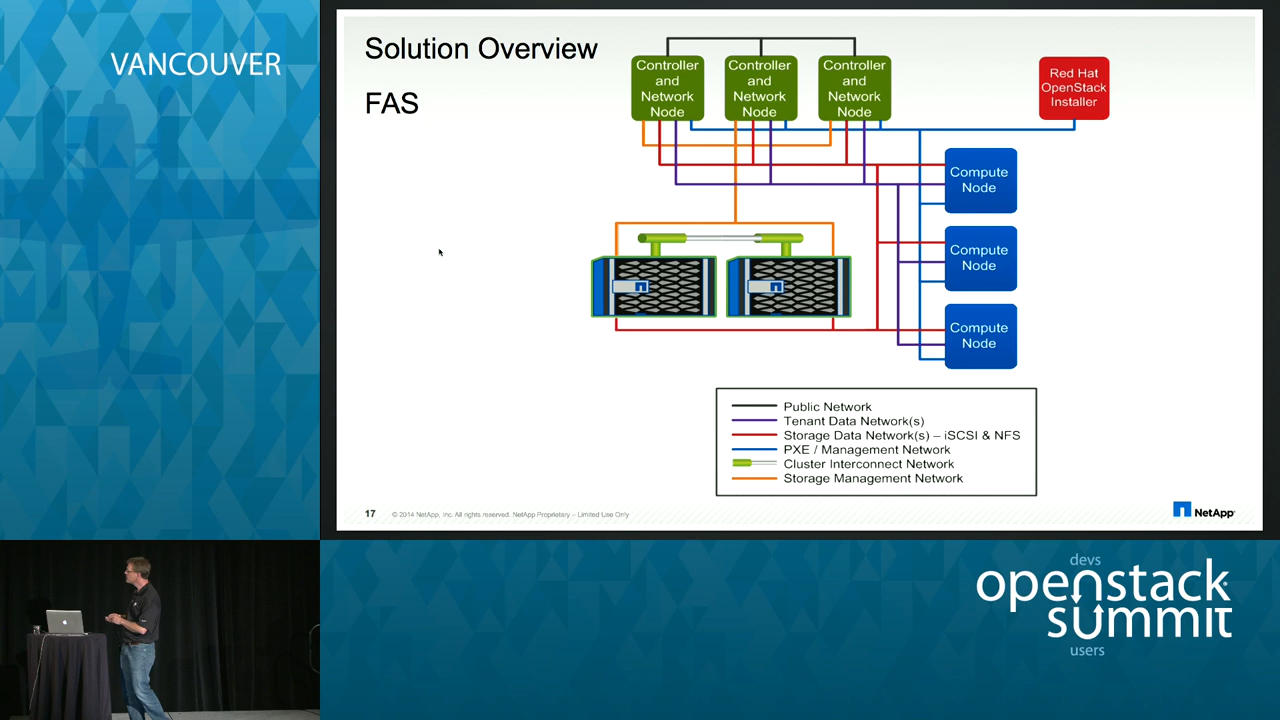 VANCOUVER
Solution Overview
FAS
Controller
and
Network
Node
Controller
and
Network
Node
Controller
and
Network
Node
Red Hat
OpenStack
Installer
Compute
Node
Compute
Node
Compute
Node
Public Network
Tenant Data Network(s)
Storage Data Network(s) – iSCSI & NFS
PXE / Management Network
Cluster Interconnect Network
Storage Management Network
17
© 2014 NetApp, Inc. All rights reserved. NetApp Proprietary – Limited Use Only
NetApp
devs
openstack
summit
users